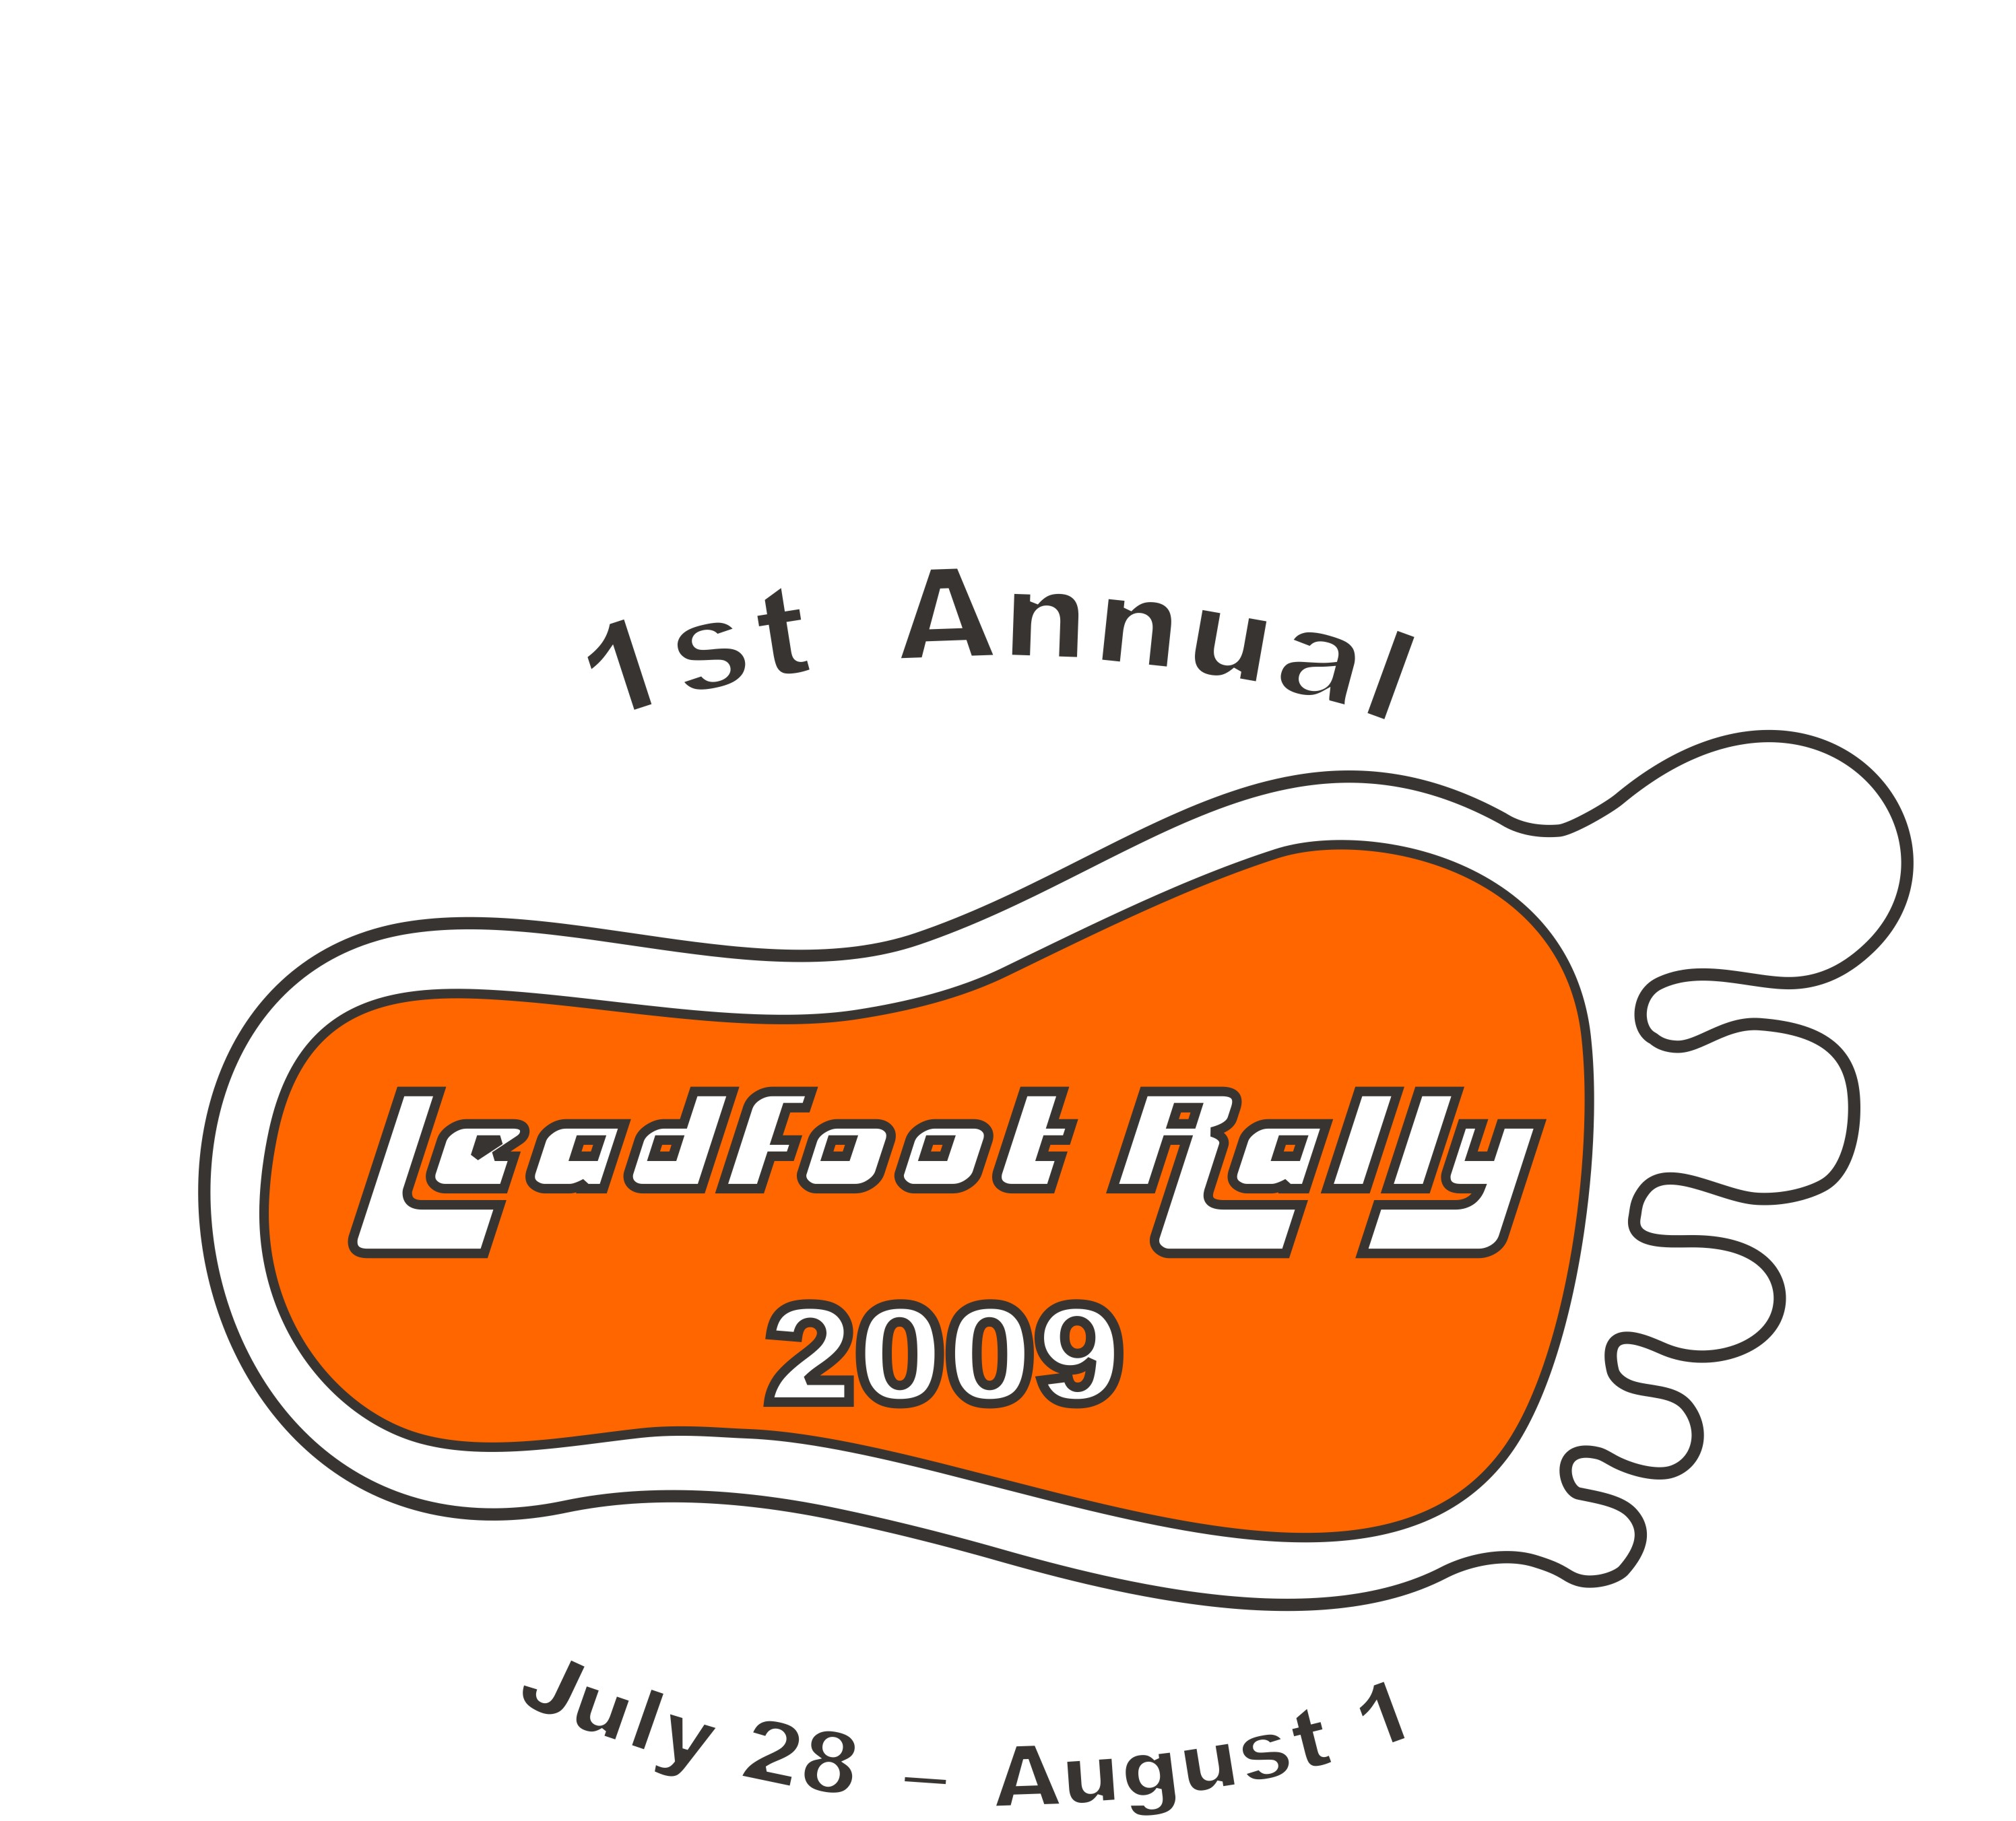 1st Annual
Leadfoot Rally
2009
July 28 – August 1